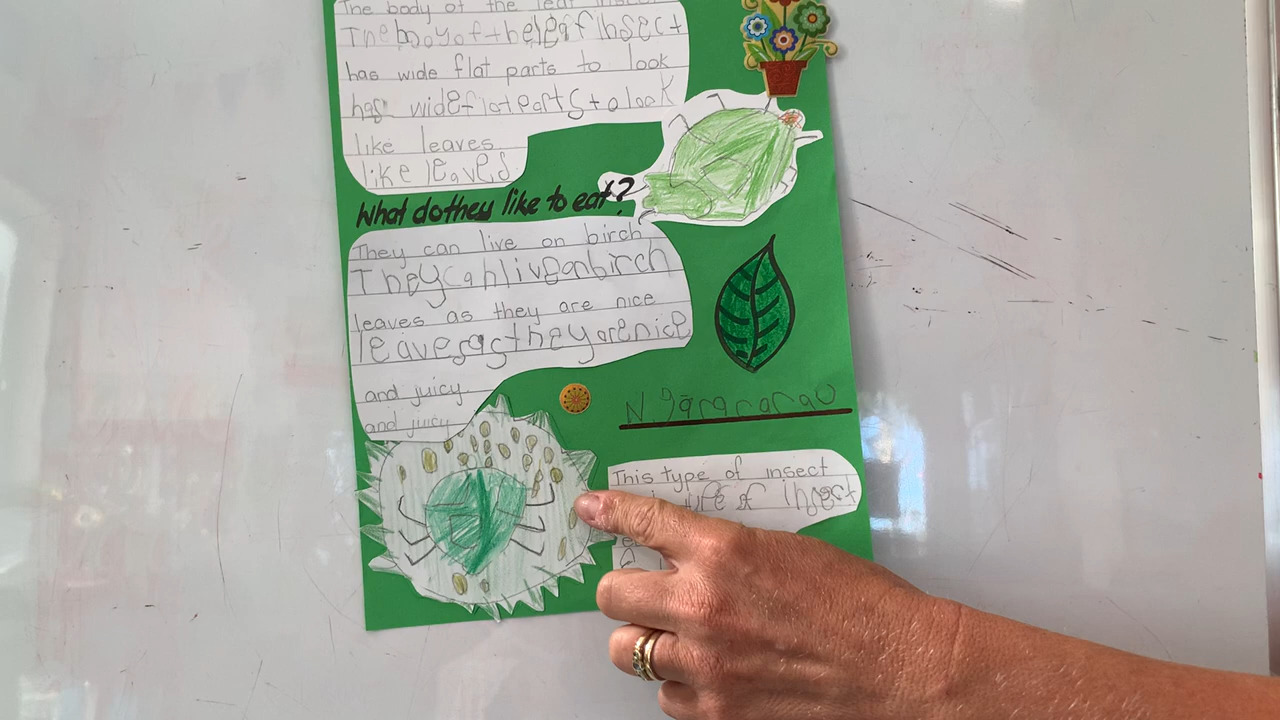 The body of the leaf insect
The body of the leaf insect
has wide flat parts to look
has wide flat parts to look
like leaves
like leaves
What do they like to eat?
They can live on birch
They can live on birch
leaves as they are nice
leaves as they are nice
and juicy
and juicy
Ngārara rau
This type of insect
type of insect